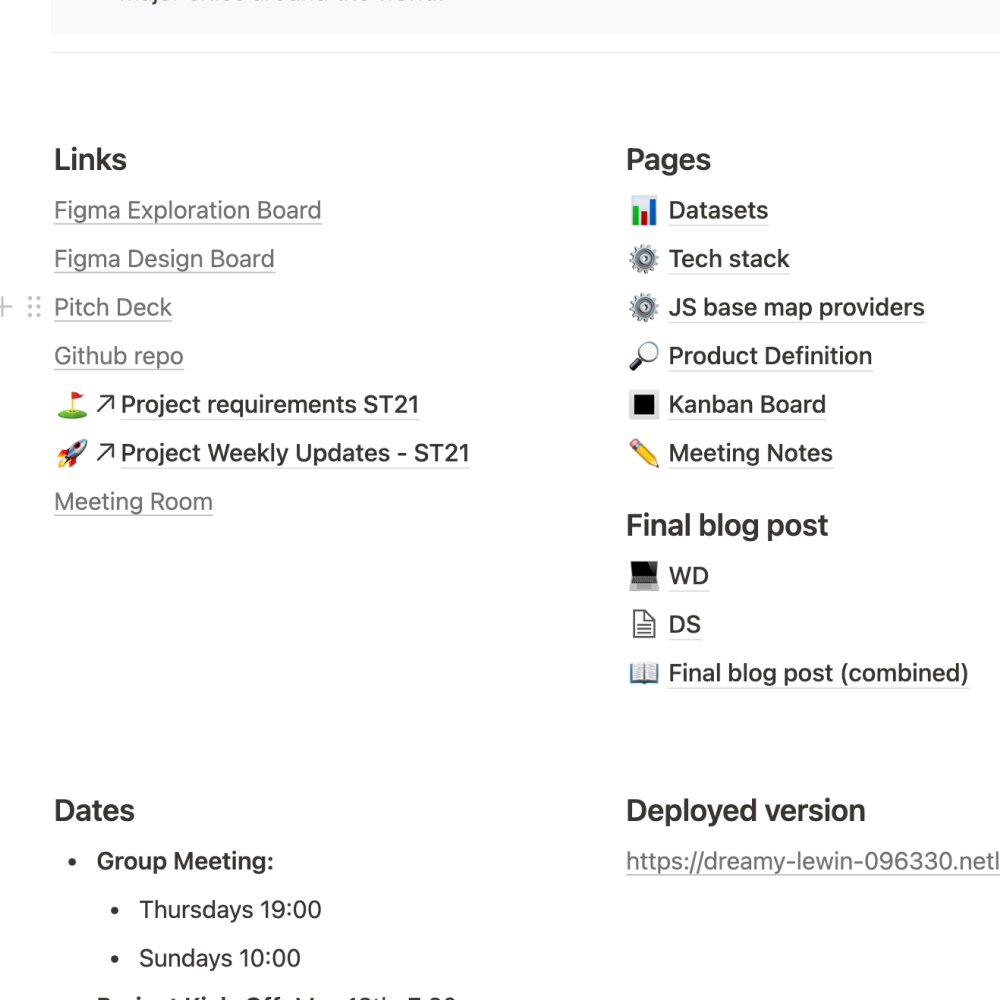 Links
Figma Exploration Board
Figma Design Board
Pitch Deck
Github repo
Project requirements ST21
Project Weekly Updates - ST21
Meeting Room
Pages
Datasets
Tech stack
JS base map providers
Product Definition
Kanban Board
Meeting Notes
Final blog post
WD
DS
Final blog post (combined)
Dates
• Group Meeting:
• Thursdays 19:00
• Sundays 10:00
Deployed version
https://dreamy-lewin-096330.netl